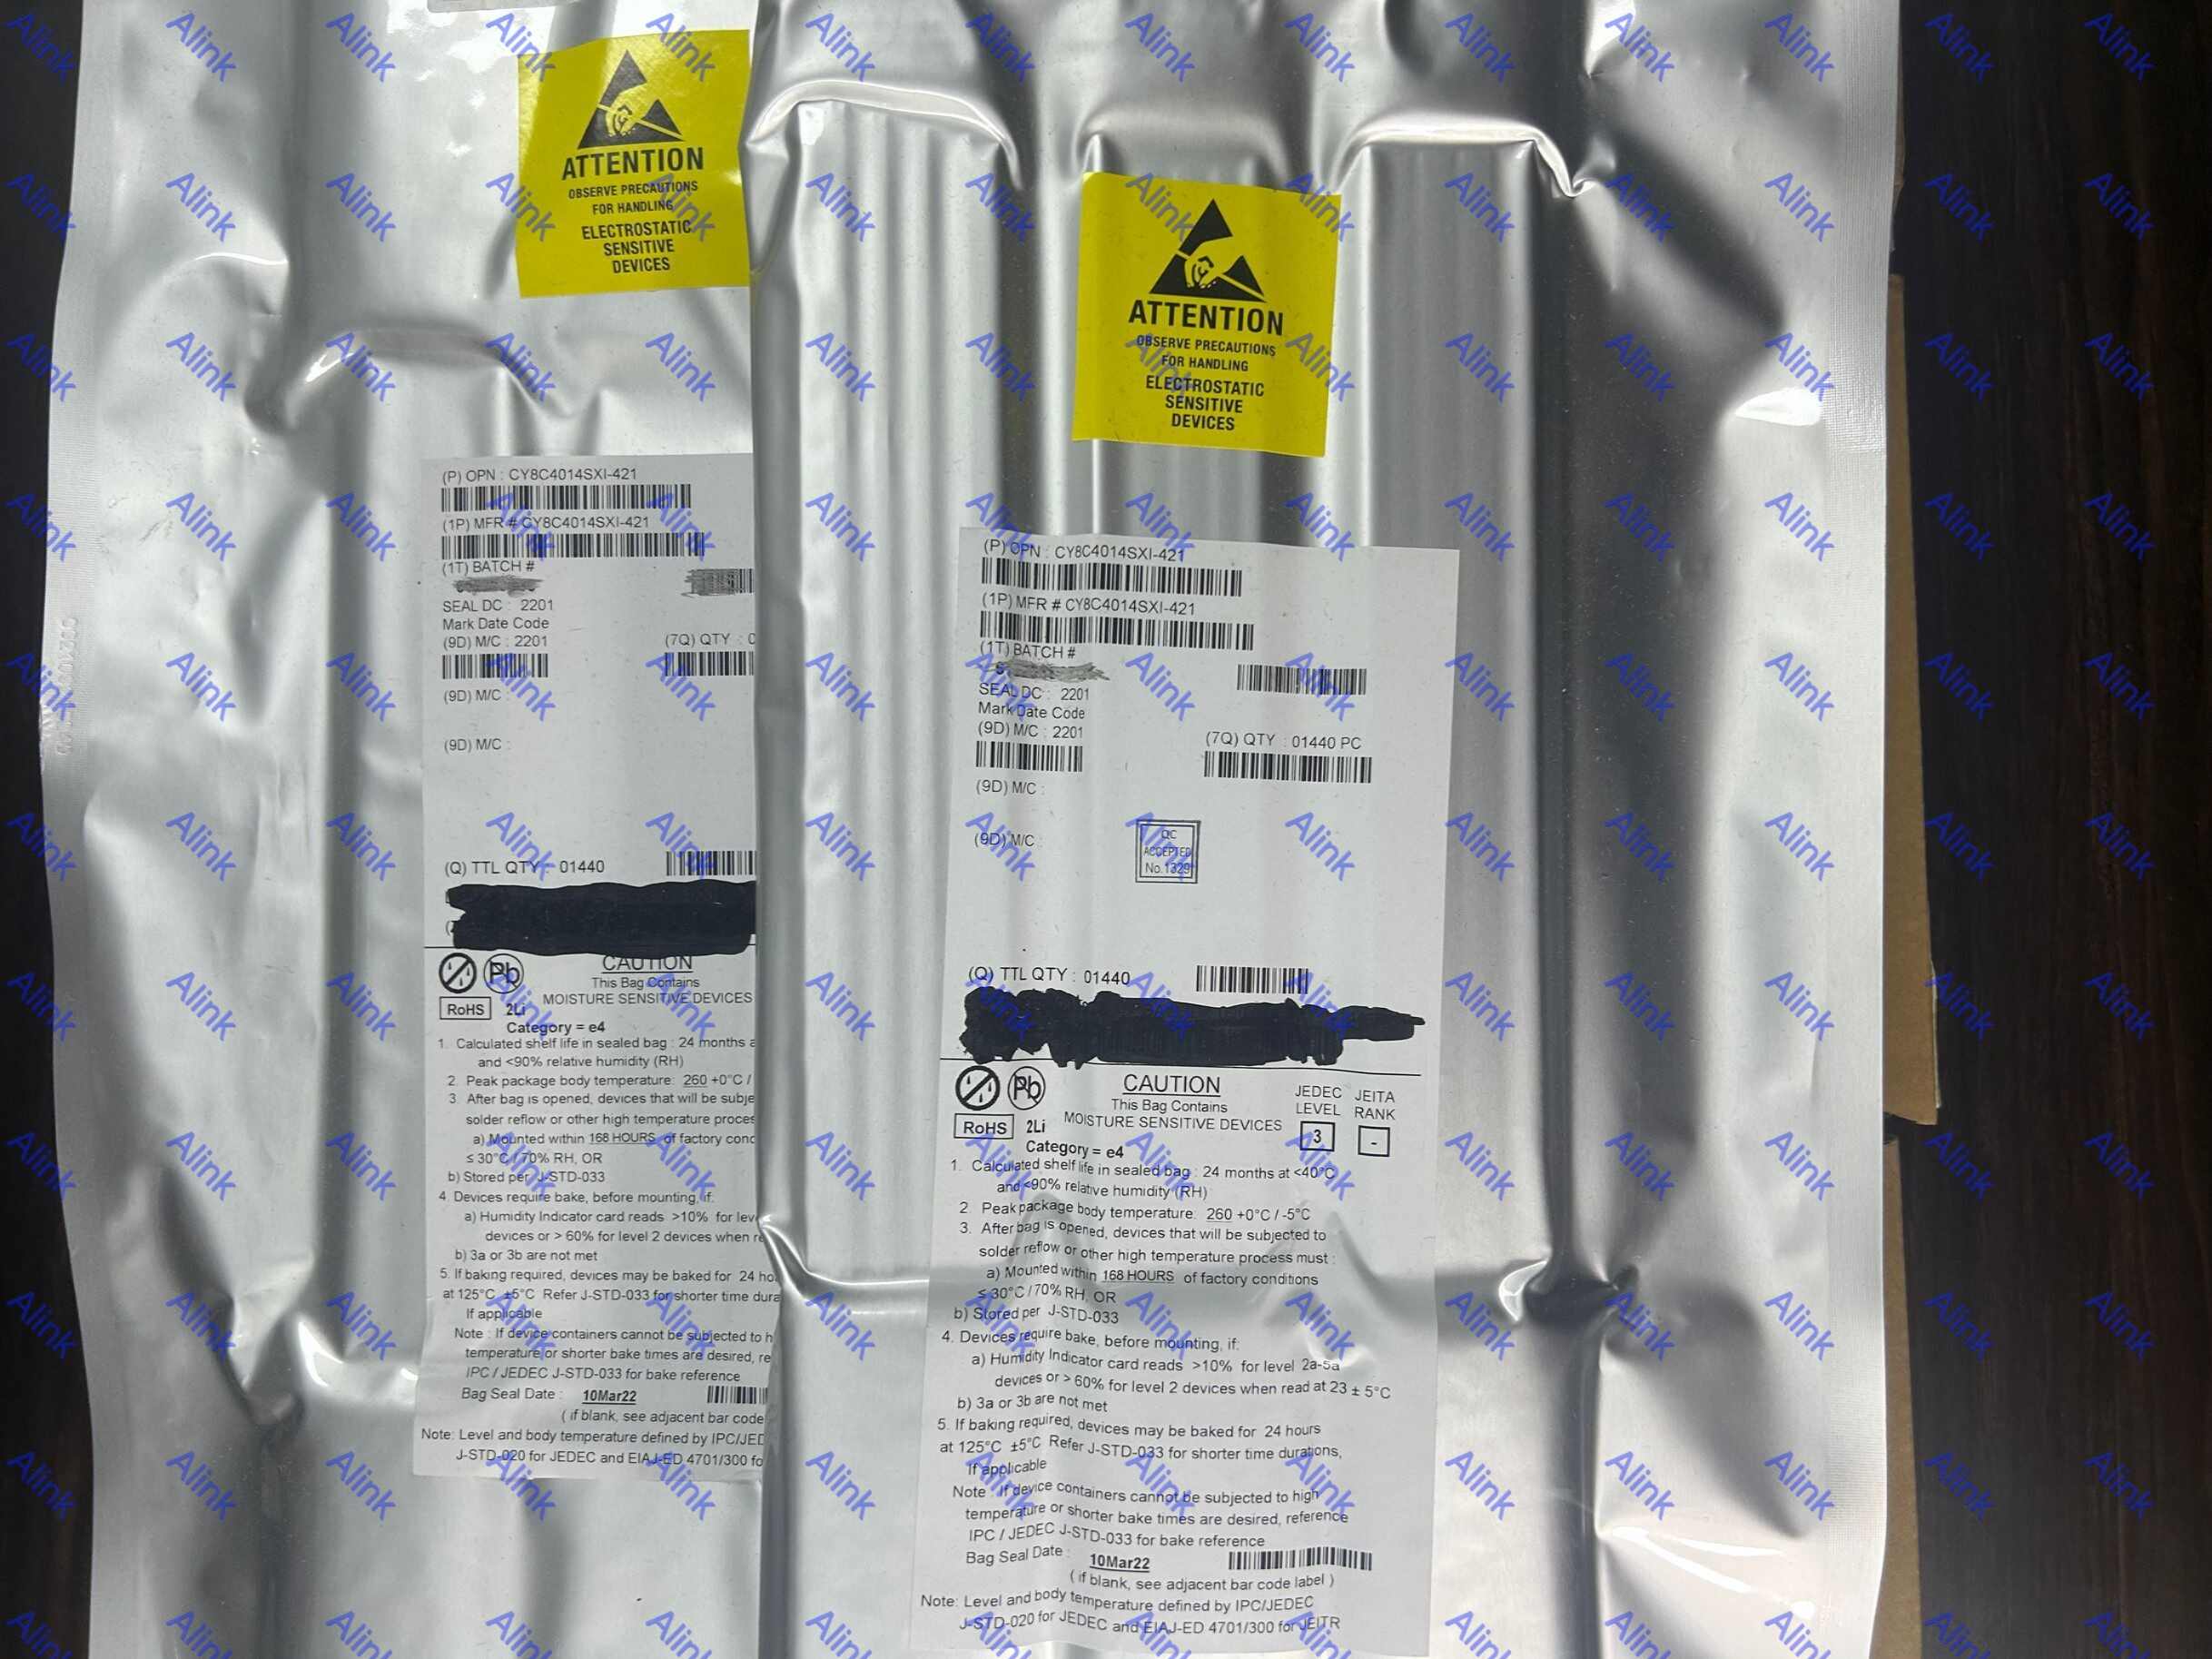 ATTENTION
OBSERVE PRECAUTIONS
FOR HANDLING
ELECTROSTATIC
SENSITIVE
DEVICES
(P) OPN : CY8C4014SXI-421
(1P) MFR # CY8C4014SXI-421
(1T) BATCH #
SEAL DC : 2201
Mark Date Code
(9D) M/C : 2201
(7Q) QTY : 0
(9D) M/C :
(9D) M/C :
(Q) TTL QTY : 01440
Pb
CAUTION
This Bag Contains
MOISTURE SENSITIVE DEVICES
RoHS 2Li
Category = e4
1. Calculated shelf life in sealed bag : 24 months a
and <90% relative humidity (RH)
2. Peak package body temperature: 260 +0°C /
3. After bag is opened, devices that will be subje
solder reflow or other high temperature proces
a) Mounted within 168 HOURS of factory cond
≤ 30°C / 70% RH, OR
b) Stored per J-STD-033
4. Devices require bake, before mounting, if:
a) Humidity Indicator card reads >10% for lev
devices or > 60% for level 2 devices when re
b) 3a or 3b are not met
5. If baking required, devices may be baked for 24 ho
at 125°C ±5°C Refer J-STD-033 for shorter time dura
If applicable
Note : If device containers cannot be subjected to h
temperature or shorter bake times are desired, re
IPC / JEDEC J-STD-033 for bake reference
Bag Seal Date : 10Mar22
( if blank, see adjacent bar code
Note: Level and body temperature defined by IPC/JED
J-STD-020 for JEDEC and EIAJ-ED 4701/300 fo
ATTENTION
OBSERVE PRECAUTIONS
FOR HANDLING
ELECTROSTATIC
SENSITIVE
DEVICES
(P) OPN : CY8C4014SXI-421
(1P) MFR # CY8C4014SXI-421
(1T) BATCH #
SEAL DC : 2201
Mark Date Code
(9D) M/C : 2201
(7Q) QTY : 01440 PC
(9D) M/C :
(9D) M/C
QC
ACCEPTED
No.1329
(Q) TTL QTY : 01440
Pb
CAUTION
This Bag Contains
MOISTURE SENSITIVE DEVICES
JEDEC LEVEL
3
JEITA RANK
-
RoHS 2Li
Category = e4
1. Calculated shelf life in sealed bag : 24 months at <40°C
and <90% relative humidity (RH)
2. Peak package body temperature: 260 +0°C / -5°C
3. After bag is opened, devices that will be subjected to
solder reflow or other high temperature process must :
a) Mounted within 168 HOURS of factory conditions
≤ 30°C / 70% RH, OR
b) Stored per J-STD-033
4. Devices require bake, before mounting, if:
a) Humidity Indicator card reads >10% for level 2a-5a
devices or > 60% for level 2 devices when read at 23 ± 5°C
b) 3a or 3b are not met
5. If baking required, devices may be baked for 24 hours
at 125°C ±5°C Refer J-STD-033 for shorter time durations,
If applicable
Note : If device containers cannot be subjected to high
temperature or shorter bake times are desired, reference
IPC / JEDEC J-STD-033 for bake reference
Bag Seal Date : 10Mar22
( if blank, see adjacent bar code label )
Note: Level and body temperature defined by IPC/JEDEC
J-STD-020 for JEDEC and EIAJ-ED 4701/300 for JEITR
Alink